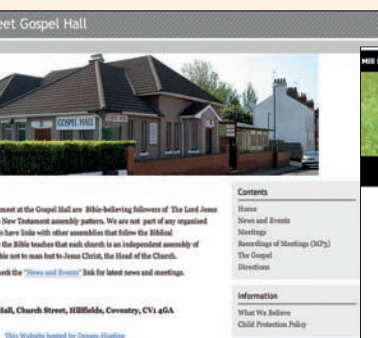 eet Gospel Hall
Mill
GOSPEL HALL
meet at the Gospel Hall are Bible-believing followers of The Lord Jesus
New Testament assembly pattern. We are not part of any organised
have links with other assemblies that follow the Biblical
the Bible teaches that each church is an independent assembly of
ble not to man but to Jesus Christ, the Head of the Church.
heck the "News and Events" link for latest news and meetings.
Hall, Church Street, Hillfields, Coventry, CV1 4GA
This Website hosted by Dream-Hosting
Contents
Home
News and Events
Meetings
Recordings of Meetings (MP3)
The Gospel
Directions
Information
What We Believe
Child Protection Policy